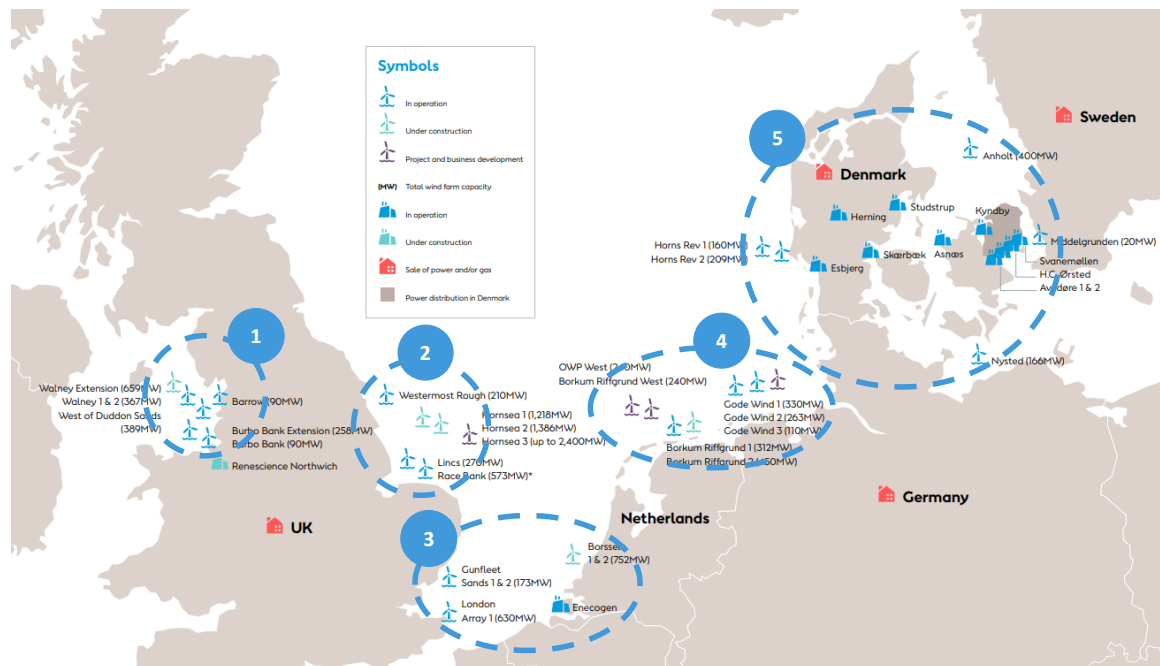 Symbols
In operation
Under construction
Project and business development
(MW) Total wind farm capacity
In operation
Under construction
Sale of power and/or gas
Power distribution in Denmark
1
Walney Extension (659MW)
Walney 1 & 2 (367MW)
West of Duddon Sands
(389MW)
Barrow (90MW)
Burbo Bank Extension (258MW)
Burbo Bank (90MW)
Renescience Northwich
UK
2
Westermost Rough (210MW)
Hornsea 1 (1,218MW)
Hornsea 2 (1,386MW)
Hornsea 3 (up to 2,400MW)
Lincs (270MW)
Race Bank (573MW)*
3
Gunfleet
Sands 1 & 2 (173MW)
London
Array 1 (630MW)
1 & 2 (752MW)
Enecogen
Netherlands
4
OWP West
Borkum Riffgrund West (240MW)
Gode Wind 1 (330MW)
Gode Wind 2 (263MW)
Gode Wind 3 (110MW)
Borkum Riffgrund 1 (312MW)
Borkum Riffgrund
Germany
5
Sweden
Anholt (400MW)
Denmark
Studstrup
Herning
Kyndby
Horns Rev 1 (160MW)
Horns Rev 2 (209MW)
Esbjerg
Skærbæk
Asnæs
Middelgrunden (20MW)
Svanemøllen
H.C. Ørsted
Avedøre 1 & 2
Nysted (166MW)